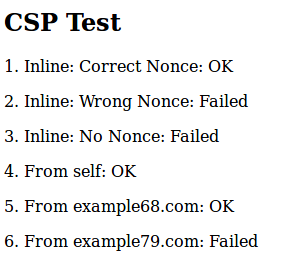 CSP Test
1. Inline: Correct Nonce: OK
2. Inline: Wrong Nonce: Failed
3. Inline: No Nonce: Failed
4. From self: OK
5. From example68.com: OK
6. From example79.com: Failed